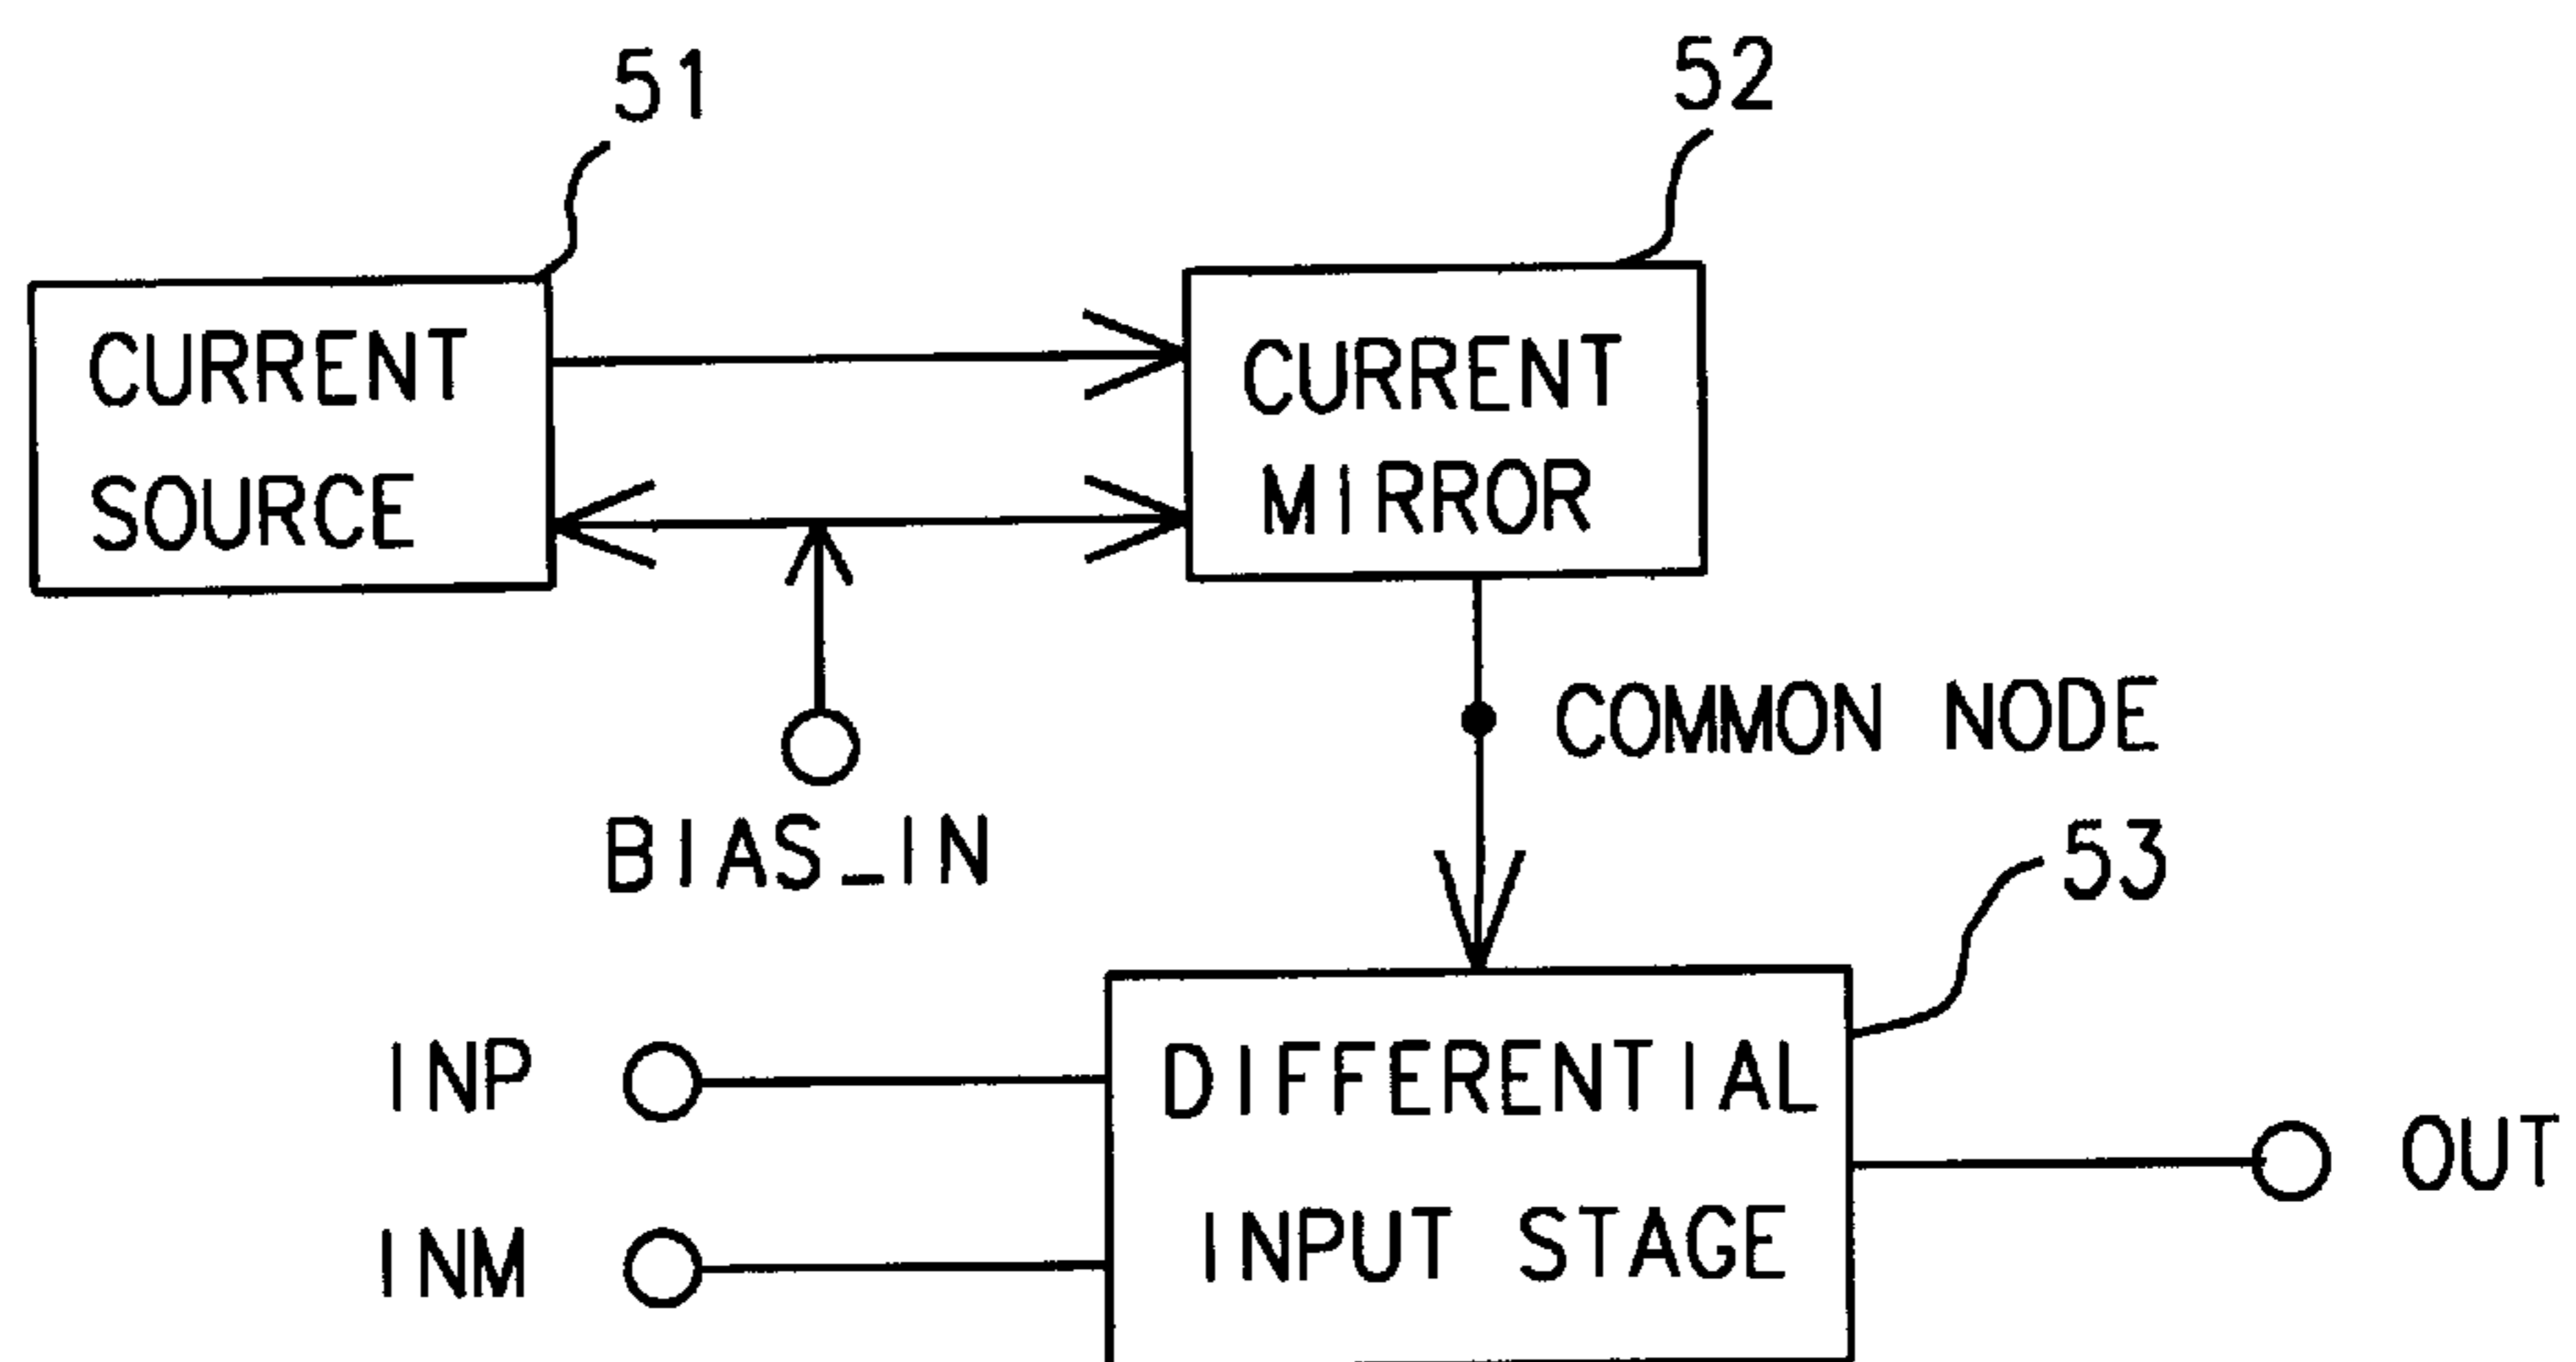 51
52
CURRENT
SOURCE
CURRENT
MIRROR
COMMON NODE
BIAS_IN
53
INP
DIFFERENTIAL
OUT
INM
INPUT STAGE